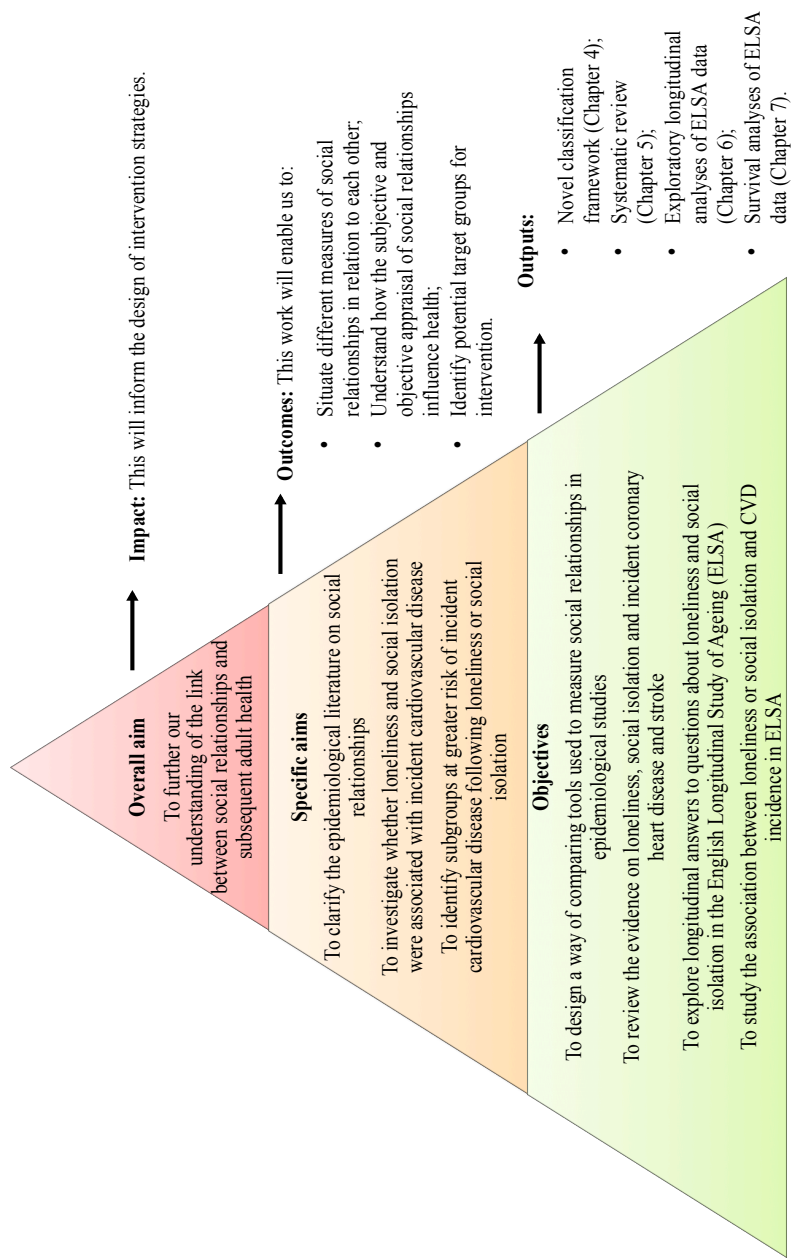 Overall aim
To further our
understanding of the link
between social relationships and
subsequent adult health
Impact: This will inform the design of intervention strategies.
Specific aims
To clarify the epidemiological literature on social
relationships
To investigate whether loneliness and social isolation
were associated with incident cardiovascular disease
To identify subgroups at greater risk of incident
cardiovascular disease following loneliness or social
isolation
Outcomes: This work will enable us to:
• Situate different measures of social
relationships in relation to each other;
• Understand how the subjective and
objective appraisal of social relationships
influence health;
• Identify potential target groups for
intervention.
Objectives
To design a way of comparing tools used to measure social relationships in
epidemiological studies
To review the evidence on loneliness, social isolation and incident coronary
heart disease and stroke
To explore longitudinal answers to questions about loneliness and social
isolation in the English Longitudinal Study of Ageing (ELSA)
To study the association between loneliness or social isolation and CVD
incidence in ELSA
Outputs:
• Novel classification
framework (Chapter 4);
• Systematic review
(Chapter 5);
• Exploratory longitudinal
analyses of ELSA data
(Chapter 6);
• Survival analyses of ELSA
data (Chapter 7).